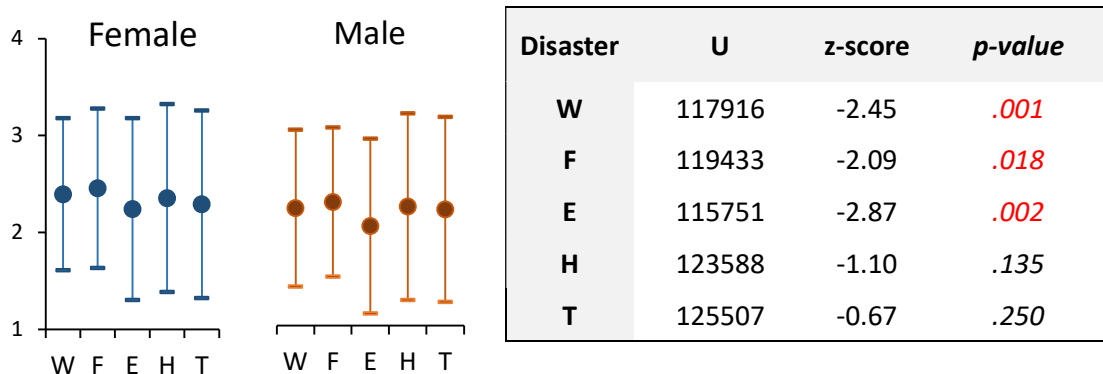 Female Male
4
3
2
1
W F E H T
W F E H T
Disaster U z-score p-value
W 117916 -2.45 .001
F 119433 -2.09 .018
E 115751 -2.87 .002
H 123588 -1.10 .135
T 125507 -0.67 .250